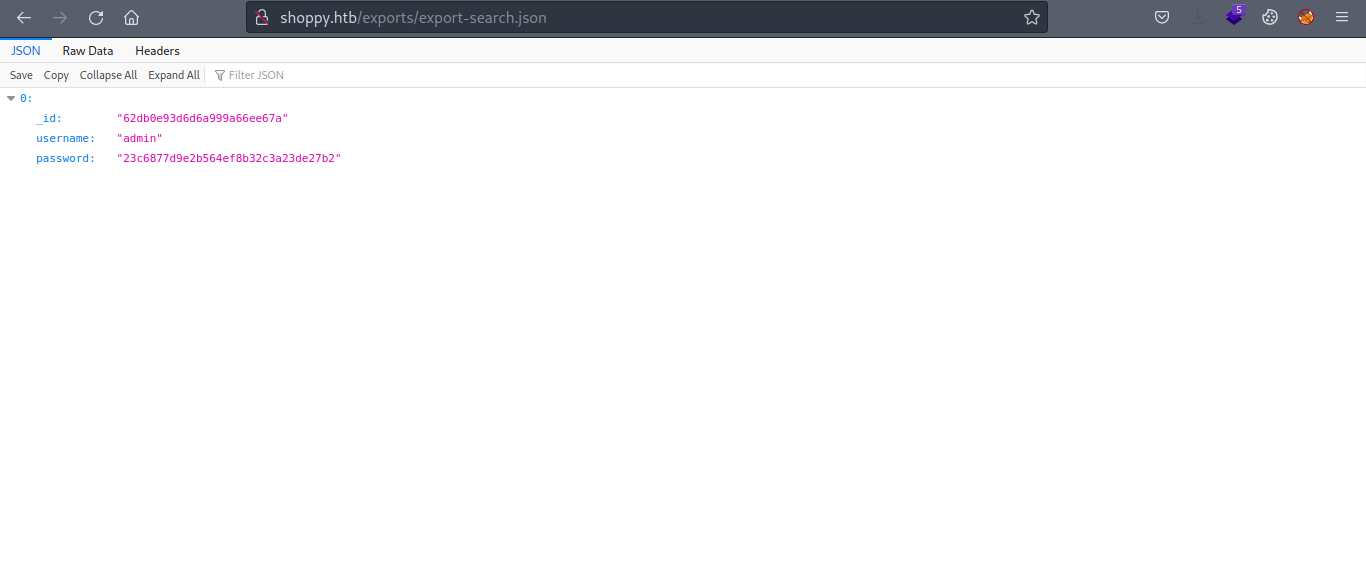 shoppy.htb/exports/export-search.json
5
JSON Raw Data Headers
Save Copy Collapse All Expand All Filter JSON
0:
_id: "62db0e93d6d6a999a66ee67a"
username: "admin"
password: "23c6877d9e2b564ef8b32c3a23de27b2"